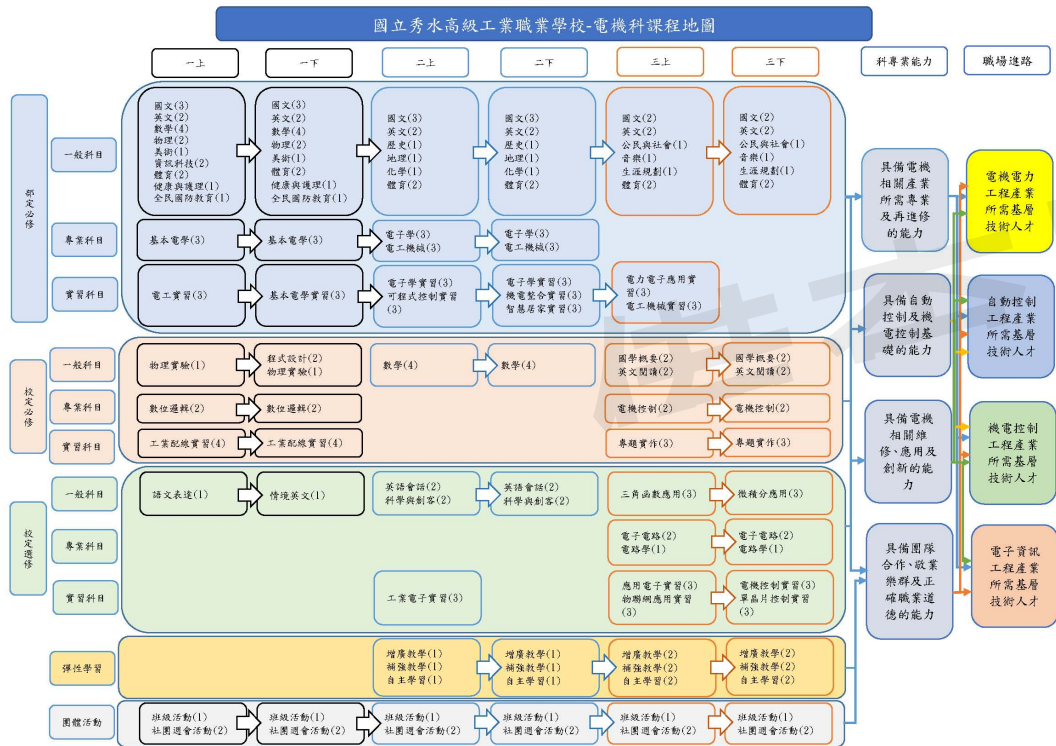 國立秀水高級工業職業學校-電機科課程地圖
一上
一下
二上
二下
三上
三下
科專業能力
職場進路
部定必修
一般科目
國文(3)
英文(2)
數學(4)
物理(2)
美術(1)
資訊科技(2)
體育(2)
健康與護理(1)
全民國防教育(1)
國文(3)
英文(2)
數學(4)
物理(2)
美術(1)
體育(2)
健康與護理(1)
全民國防教育(1)
國文(3)
英文(2)
歷史(1)
地理(1)
化學(1)
體育(2)
國文(3)
英文(2)
歷史(1)
地理(1)
化學(1)
體育(2)
國文(2)
英文(2)
公民與社會(1)
音樂(1)
生涯規劃(1)
體育(2)
國文(2)
英文(2)
公民與社會(1)
音樂(1)
生涯規劃(1)
體育(2)
專業科目
基本電學(3)
基本電學(3)
電子學(3)
電工機械(3)
電子學(3)
電工機械(3)
實習科目
電工實習(3)
基本電學實習(3)
電子學實習(3)
可程式控制實習
(3)
電子學實習(3)
機電整合實習(3)
智慧居家實習(3)
電力電子應用實
習(3)
電工機械實習(3)
校定必修
一般科目
物理實驗(1)
程式設計(2)
物理實驗(1)
數學(4)
數學(4)
國學概要(2)
英文閱讀(2)
國學概要(2)
英文閱讀(2)
專業科目
數位邏輯(2)
數位邏輯(2)
電機控制(2)
電機控制(2)
實習科目
工業配線實習(4)
工業配線實習(4)
專題實作(3)
專題實作(3)
校定選修
一般科目
語文表達(1)
情境英文(1)
英語會話(2)
科學與創客(2)
英語會話(2)
科學與創客(2)
三角函數應用(3)
微積分應用(3)
專業科目
電子電路(2)
電路學(1)
電子電路(2)
電路學(1)
實習科目
工業電子實習(3)
應用電子實習(3)
物聯網應用實習
(3)
電機控制實習(3)
單晶片控制實習
(3)
彈性學習
增廣教學(1)
補強教學(1)
自主學習(1)
增廣教學(1)
補強教學(1)
自主學習(1)
增廣教學(2)
補強教學(2)
自主學習(2)
增廣教學(2)
補強教學(2)
自主學習(2)
團體活動
班級活動(1)
社團週會活動(2)
班級活動(1)
社團週會活動(2)
班級活動(1)
社團週會活動(2)
班級活動(1)
社團週會活動(2)
班級活動(1)
社團週會活動(2)
班級活動(1)
社團週會活動(2)
具備電機
相關產業
所需專業
及再進修
的能力
具備自動
控制及機
電控制基
礎的能力
具備電機
相關維
修、應用及
創新的能
力
具備團隊
合作、敬業
樂群及正
確職業道
德的能力
電機電力
工程產業
所需基層
技術人才
自動控制
工程產業
所需基層
技術人才
機電控制
工程產業
所需基層
技術人才
電子資訊
工程產業
所需基層
技術人才